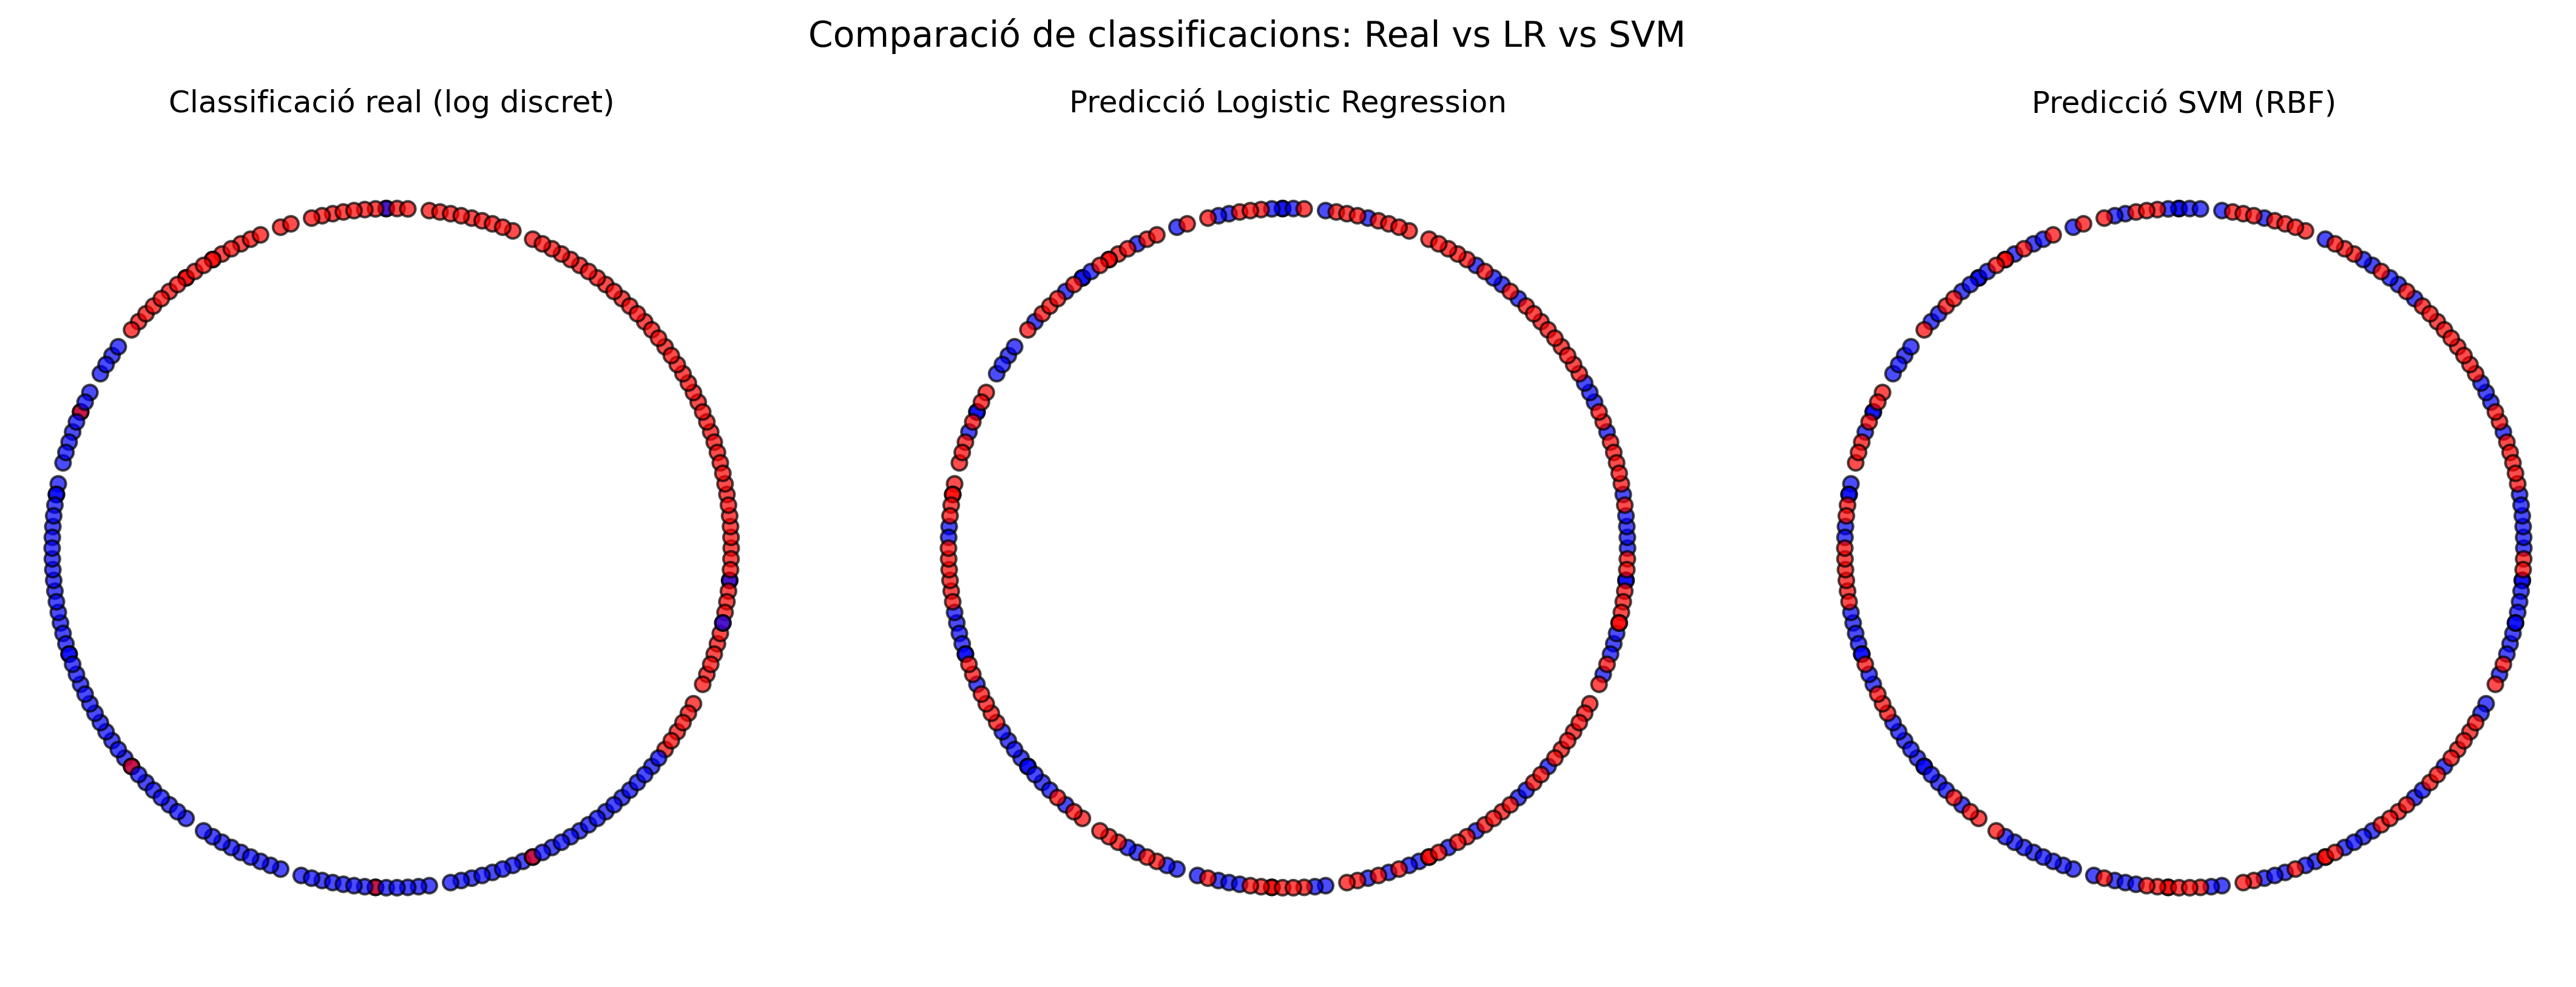 Comparació de classificacions: Real vs LR vs SVM
Classificació real (log discret)
Predicció Logistic Regression
Predicció SVM (RBF)